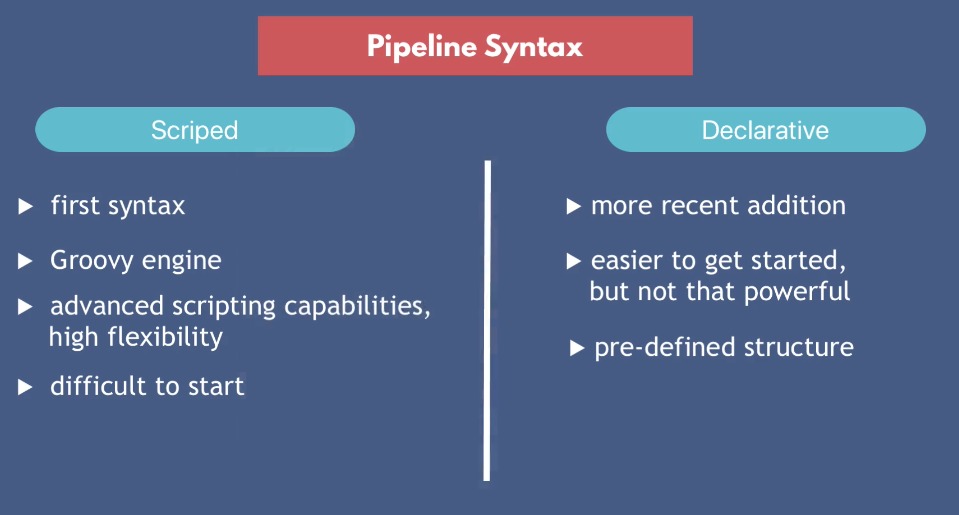 Pipeline Syntax
Scriped
first syntax
Groovy engine
advanced scripting capabilities,
high flexibility
difficult to start
Declarative
more recent addition
easier to get started,
but not that powerful
pre-defined structure